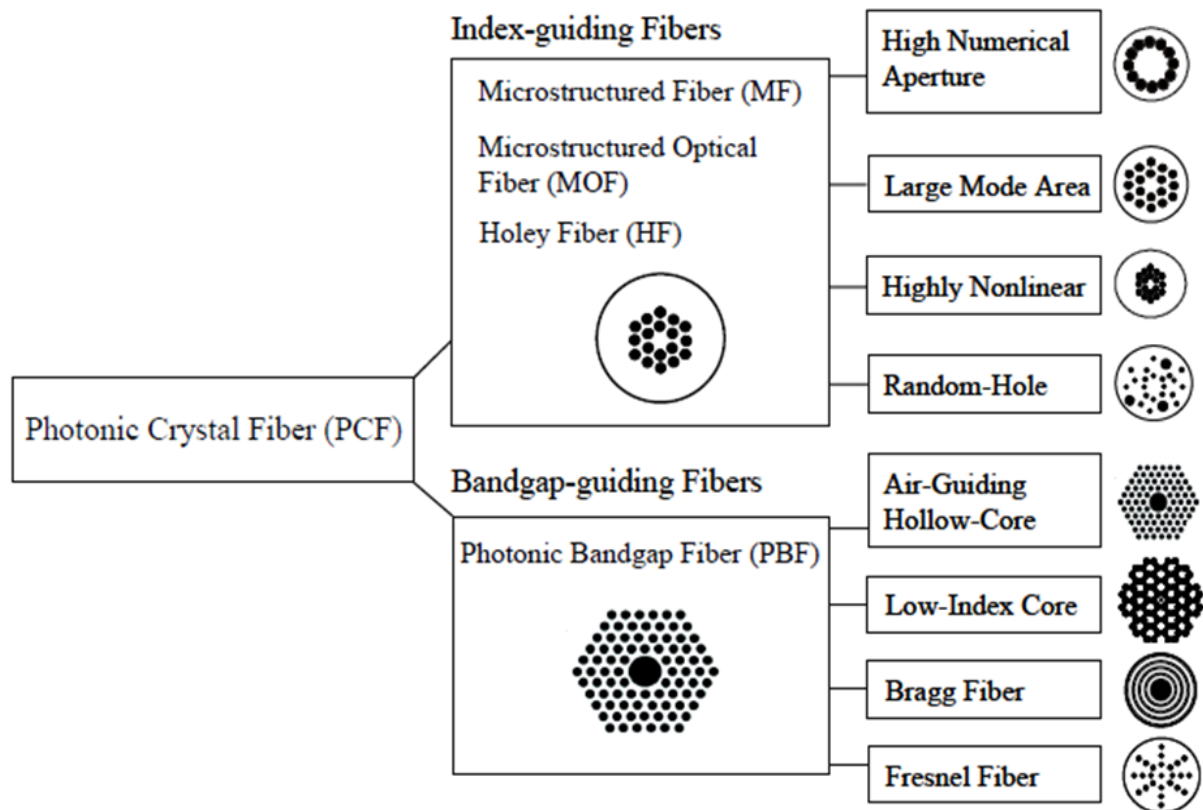 Index-guiding Fibers
Microstructured Fiber (MF)
Microstructured Optical
Fiber (MOF)
Holey Fiber (HF)
High Numerical
Aperture
Large Mode Area
Highly Nonlinear
Random-Hole
Photonic Crystal Fiber (PCF)
Bandgap-guiding Fibers
Photonic Bandgap Fiber (PBF)
Air-Guiding
Hollow-Core
Low-Index Core
Bragg Fiber
Fresnel Fiber